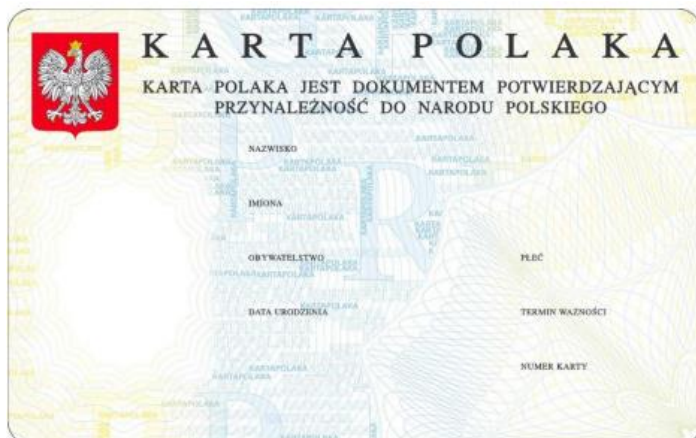 KARTA POLAKA
KARTA POLAKA JEST DOKUMENTEM POTWIERDZAJĄCYM
PRZYNALEŻNOŚĆ DO NARODU POLSKIEGO
NAZWISKO
IMIONA
OBYWATELSTWO
PŁEĆ
DATA URODZENIA
TERMIN WAŻNOŚCI
NUMER KARTY